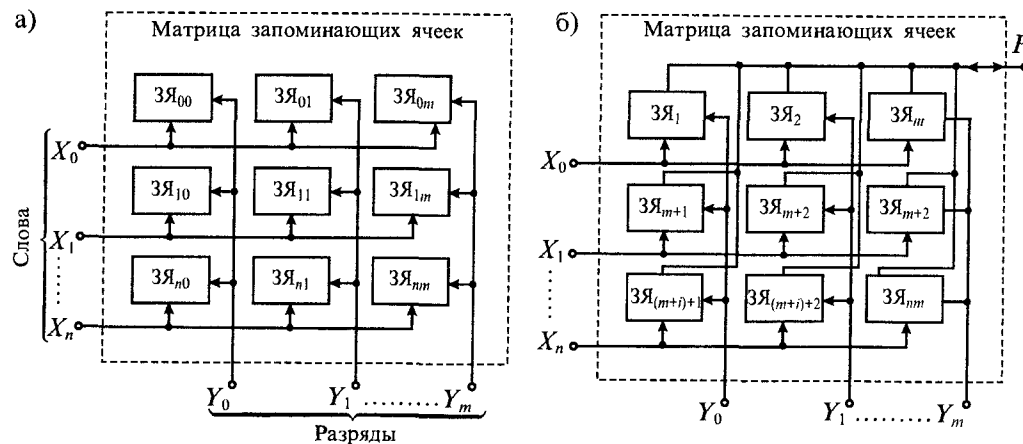 а)
Матрица запоминающих ячеек
ЗЯ00 ЗЯ01 ЗЯ0m
X0
ЗЯ10 ЗЯ11 ЗЯ1m
Слова
X1
ЗЯn0 ЗЯn1 ЗЯnm
Xn
Y0 Y1 ......... Ym
Разряды
б)
Матрица запоминающих ячеек
P
ЗЯ1 ЗЯ2 ЗЯm
X0
ЗЯm+1 ЗЯm+2 ЗЯm+2
X1
ЗЯ(m+i)+1 ЗЯ(m+i)+2 ЗЯnm
Xn
Y0 Y1 ......... Ym